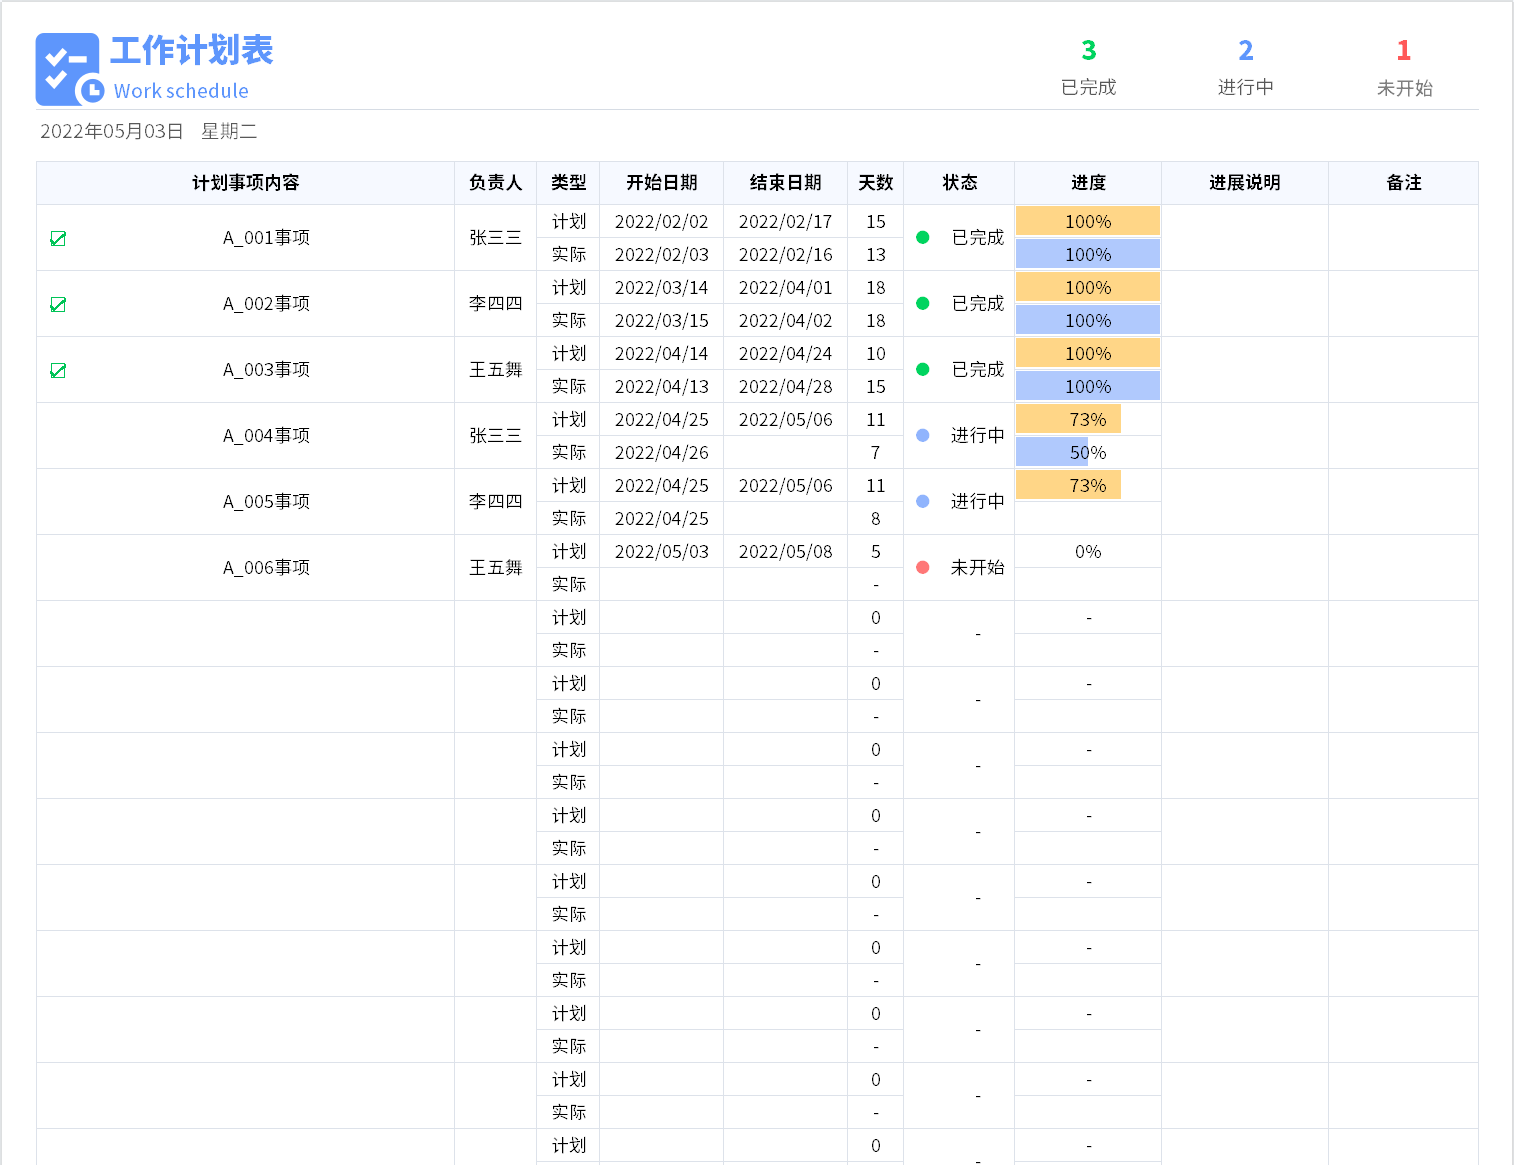 工作计划表
Work schedule
3 2 1
已完成 进行中 未开始
2022年05月03日 星期二
计划事项内容 负责人 类型 开始日期 结束日期 天数 状态 进度 进展说明 备注
A_001事项 张三三 计划 2022/02/02 2022/02/17 15 已完成 100%
实际 2022/02/03 2022/02/16 13 100%
A_002事项 李四四 计划 2022/03/14 2022/04/01 18 已完成 100%
实际 2022/03/15 2022/04/02 18 100%
A_003事项 王五舞 计划 2022/04/14 2022/04/24 10 已完成 100%
实际 2022/04/13 2022/04/28 15 100%
A_004事项 张三三 计划 2022/04/25 2022/05/06 11 进行中 73%
实际 2022/04/26 7 50%
A_005事项 李四四 计划 2022/04/25 2022/05/06 11 进行中 73%
实际 2022/04/25 8
A_006事项 王五舞 计划 2022/05/03 2022/05/08 5 未开始 0%
实际 -
计划 0 - -
实际 -
计划 0 - -
实际 -
计划 0 - -
实际 -
计划 0 - -
实际 -
计划 0 - -
实际 -
计划 0 - -
实际 -
计划 0 - -
实际 -
计划 0 - -
实际 -
计划 0 - -